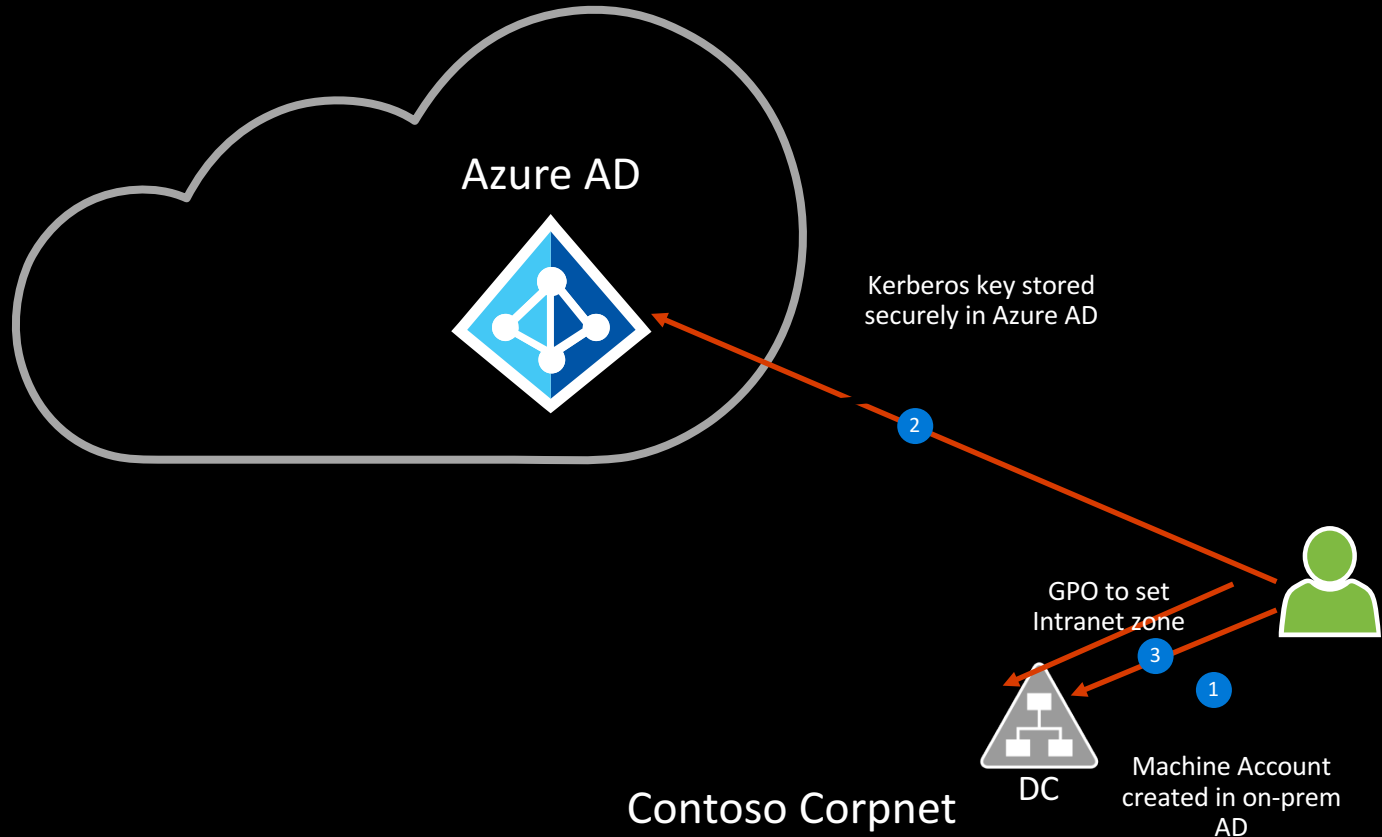 Azure AD
Kerberos key stored
securely in Azure AD
2
GPO to set
Intranet zone
3
1
DC
Machine Account
created in on-prem
AD
Contoso Corpnet